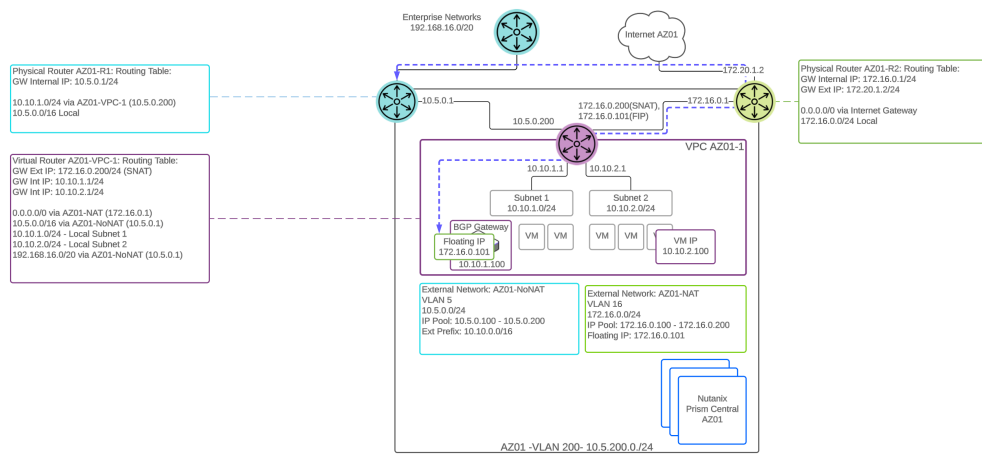 Enterprise Networks
192.168.16.0/20
Internet AZ01
172.20.1.2
Physical Router AZ01-R1: Routing Table:
GW Internal IP: 10.5.0.1/24
10.10.1.0/24 via AZ01-VPC-1 (10.5.0.200)
10.5.0.0/16 Local
Physical Router AZ01-R2: Routing Table:
GW Internal IP: 172.16.0.1/24
GW Ext IP: 172.20.1.2/24
0.0.0.0/0 via Internet Gateway
172.16.0.0/24 Local
10.5.0.1
10.5.0.200
172.16.0.200(SNAT),
172.16.0.101(FIP)
172.16.0.1
Virtual Router AZ01-VPC-1: Routing Table:
GW Ext IP: 172.16.0.200/24 (SNAT)
GW Int IP: 10.10.1.1/24
GW Int IP: 10.10.2.1/24
0.0.0.0/0 via AZ01-NAT (172.16.0.1)
10.5.0.0/16 via AZ01-NoNAT (10.5.0.1)
10.10.1.0/24 - Local Subnet 1
10.10.2.0/24 - Local Subnet 2
192.168.16.0/20 via AZ01-NoNAT (10.5.0.1)
VPC AZ01-1
10.10.1.1
10.10.2.1
Subnet 1
10.10.1.0/24
Subnet 2
10.10.2.0/24
BGP Gateway
Floating IP
172.16.0.101
10.10.1.100
VM
VM
VM
VM
VM IP
10.10.2.100
External Network: AZ01-NoNAT
VLAN 5
10.5.0.0/24
IP Pool: 10.5.0.100 - 10.5.0.200
Ext Prefix: 10.10.0.0/16
External Network: AZ01-NAT
VLAN 16
172.16.0.0/24
IP Pool: 172.16.0.100 - 172.16.0.200
Floating IP: 172.16.0.101
Nutanix
Prism Central
AZ01
AZ01 -VLAN 200- 10.5.200.0./24